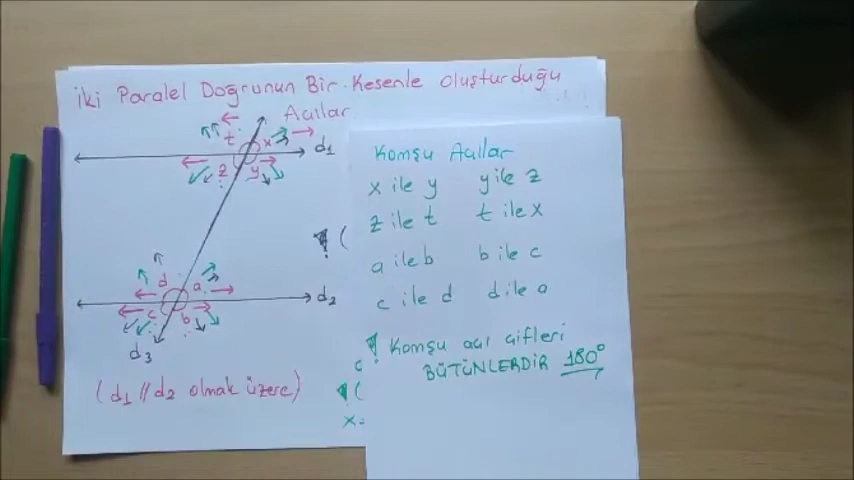 iki Paralel Doğrunun Bir Kesenle oluşturduğu
Açılar
t x d1
z y
d a d2
c b
d3
(d1 // d2 olmak üzere)
Komşu Açılar
x ile y y ile z
z ile t t ile x
a ile b b ile c
c ile d d ile a
! Komşu açı çiftleri
BÜTÜNLERDİR 180°
! (
c
! (
x=